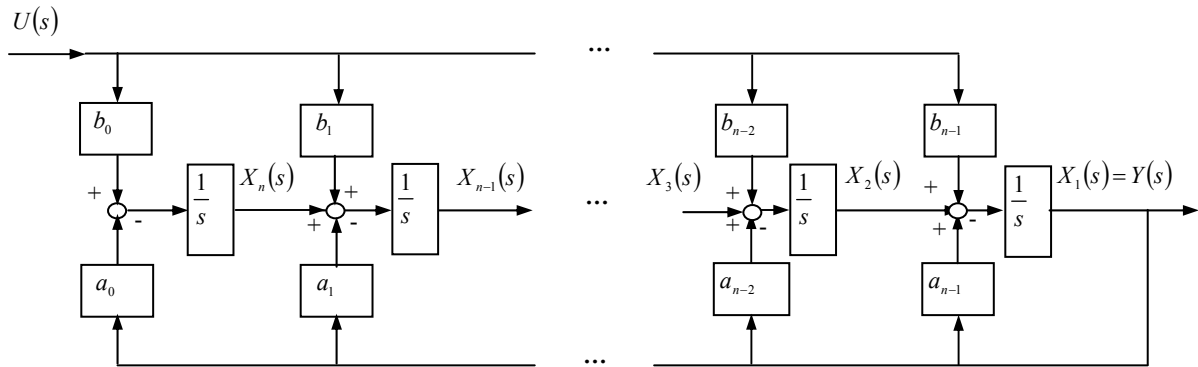 U(s)
...
b₀ b₁ bₙ₋₂ bₙ₋₁
+ 1/s Xₙ(s) + 1/s Xₙ₋₁(s) X₃(s) + 1/s X₂(s) + 1/s X₁(s)=Y(s)
- + - ... + - + -
a₀ a₁ aₙ₋₂ aₙ₋₁
...